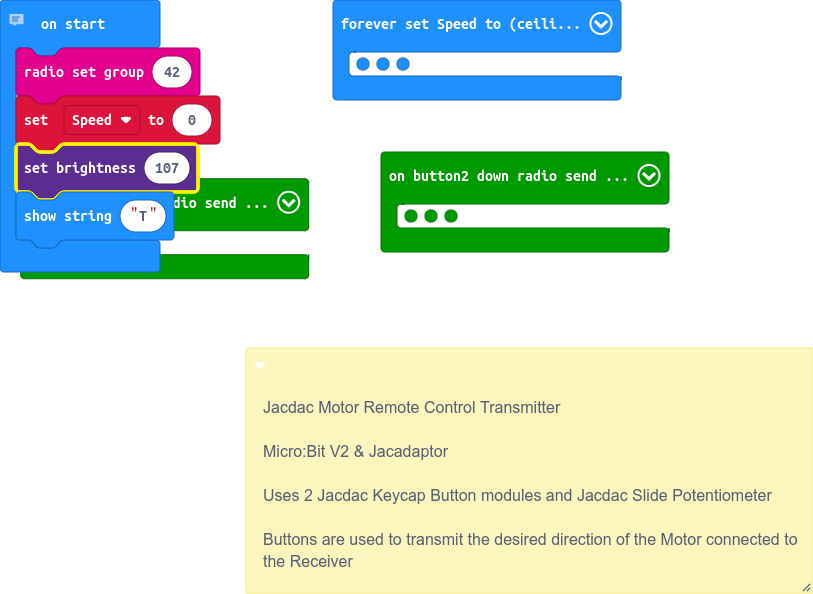 on start
radio set group 42
set Speed to 0
set brightness 107
show string "T"
forever set Speed to (ceili...
dio send ...
on button2 down radio send ...
Jacdac Motor Remote Control Transmitter
Micro:Bit V2 & Jacadaptor
Uses 2 Jacdac Keycap Button modules and Jacdac Slide Potentiometer
Buttons are used to transmit the desired direction of the Motor connected to
the Receiver